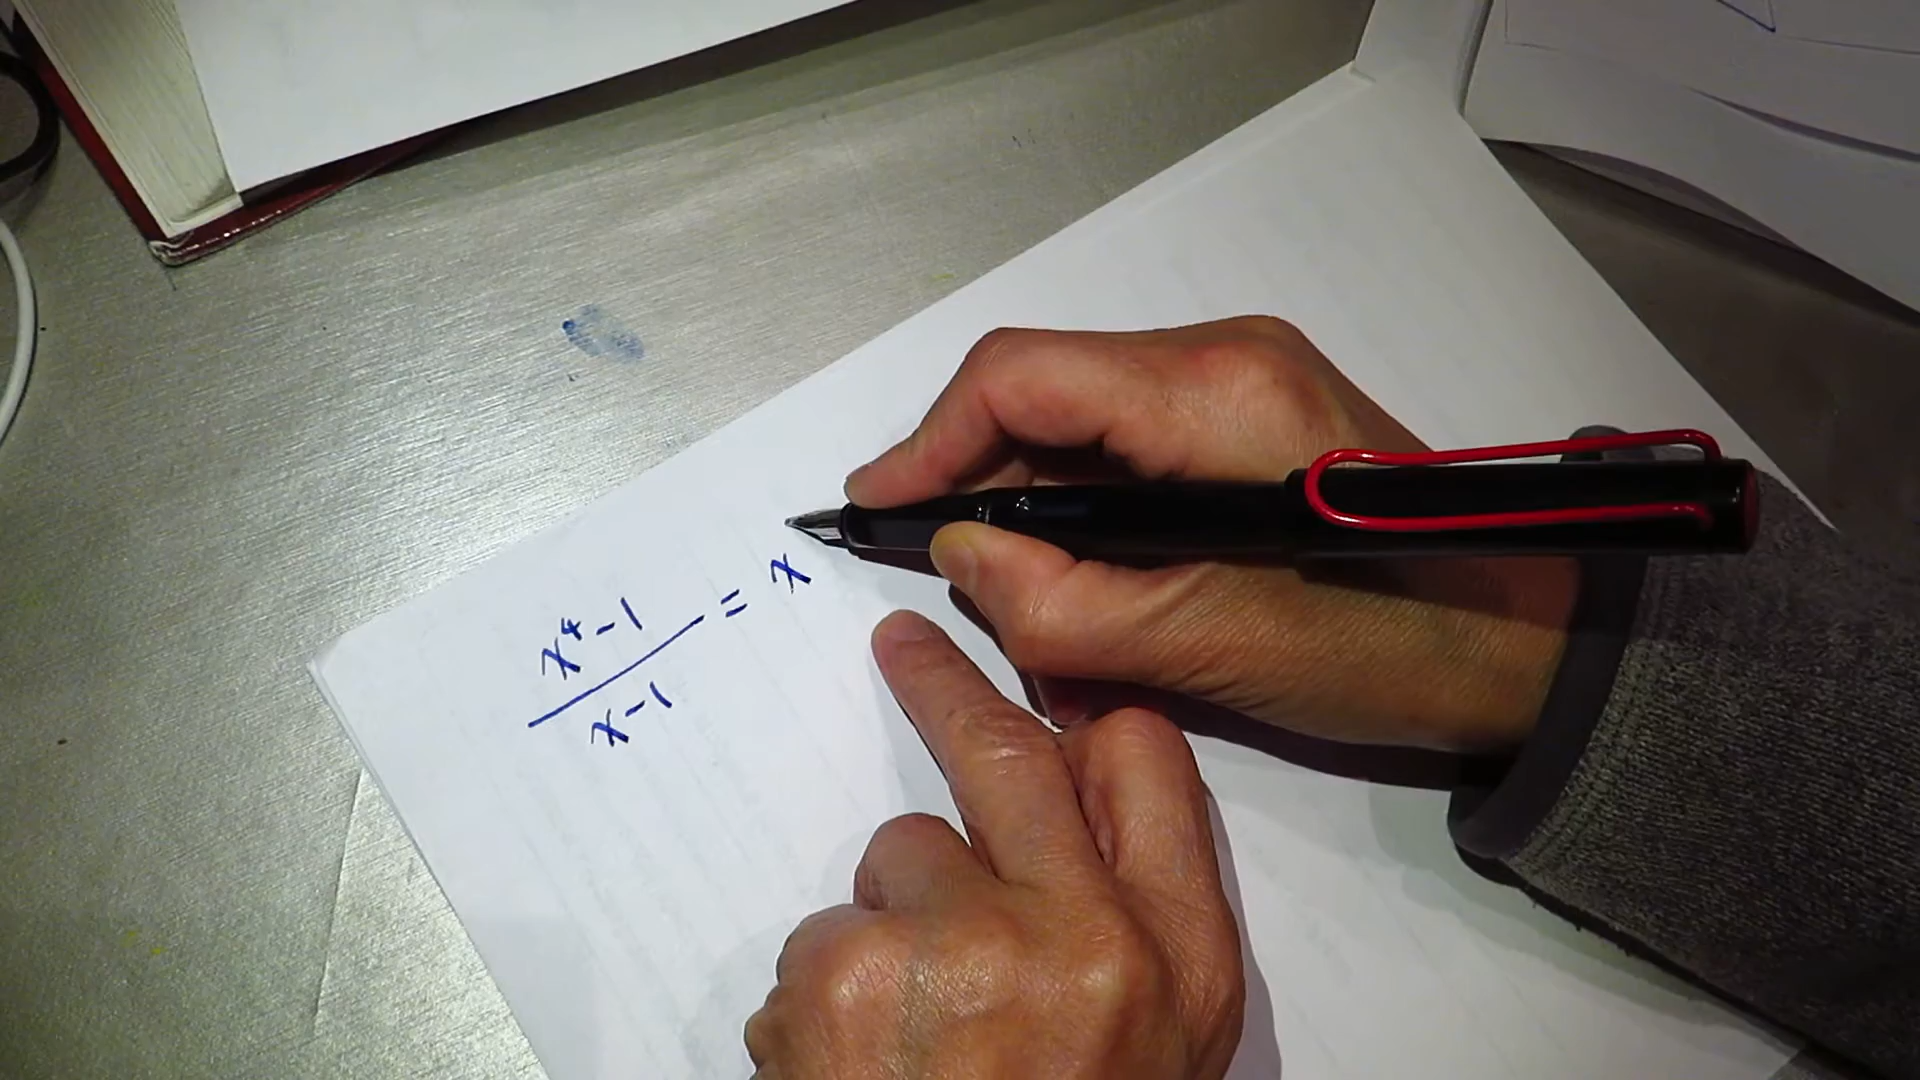 x⁴-1
x-1
= x